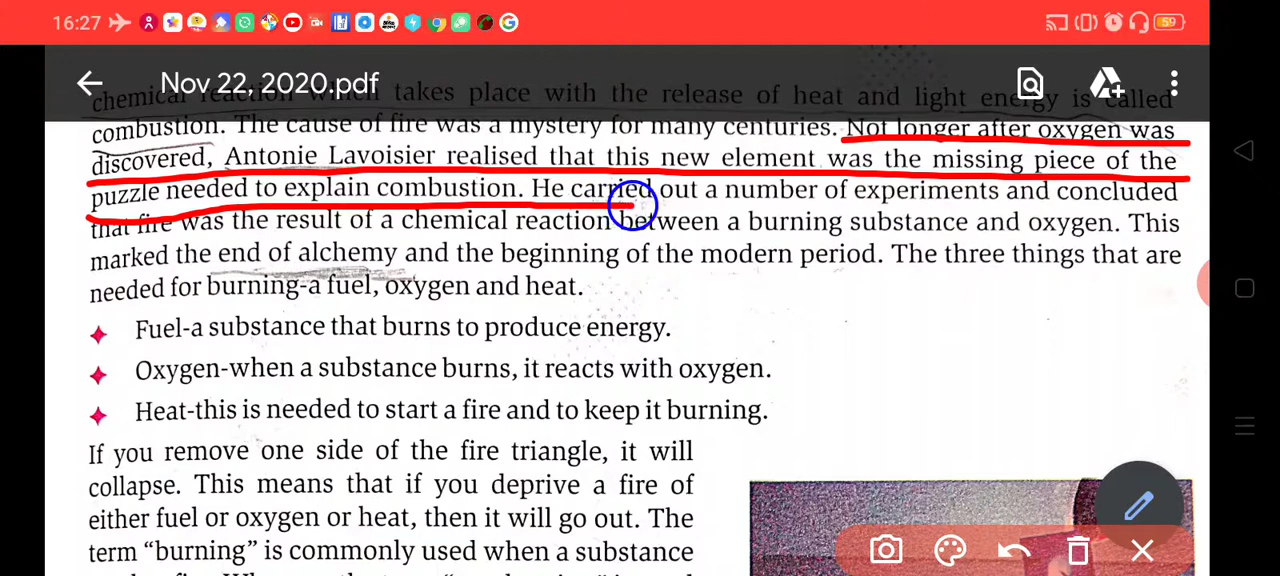 16:27
59
Nov 22, 2020.pdf
chemical reaction which takes place with the release of heat and light energy is called
combustion. The cause of fire was a mystery for many centuries. Not longer after oxygen was
discovered, Antonie Lavoisier realised that this new element was the missing piece of the
puzzle needed to explain combustion. He carried out a number of experiments and concluded
that fire was the result of a chemical reaction between a burning substance and oxygen. This
marked the end of alchemy and the beginning of the modern period. The three things that are
needed for burning-a fuel, oxygen and heat.
Fuel-a substance that burns to produce energy.
Oxygen-when a substance burns, it reacts with oxygen.
Heat-this is needed to start a fire and to keep it burning.
If you remove one side of the fire triangle, it will
collapse. This means that if you deprive a fire of
either fuel or oxygen or heat, then it will go out. The
term “burning” is commonly used when a substance